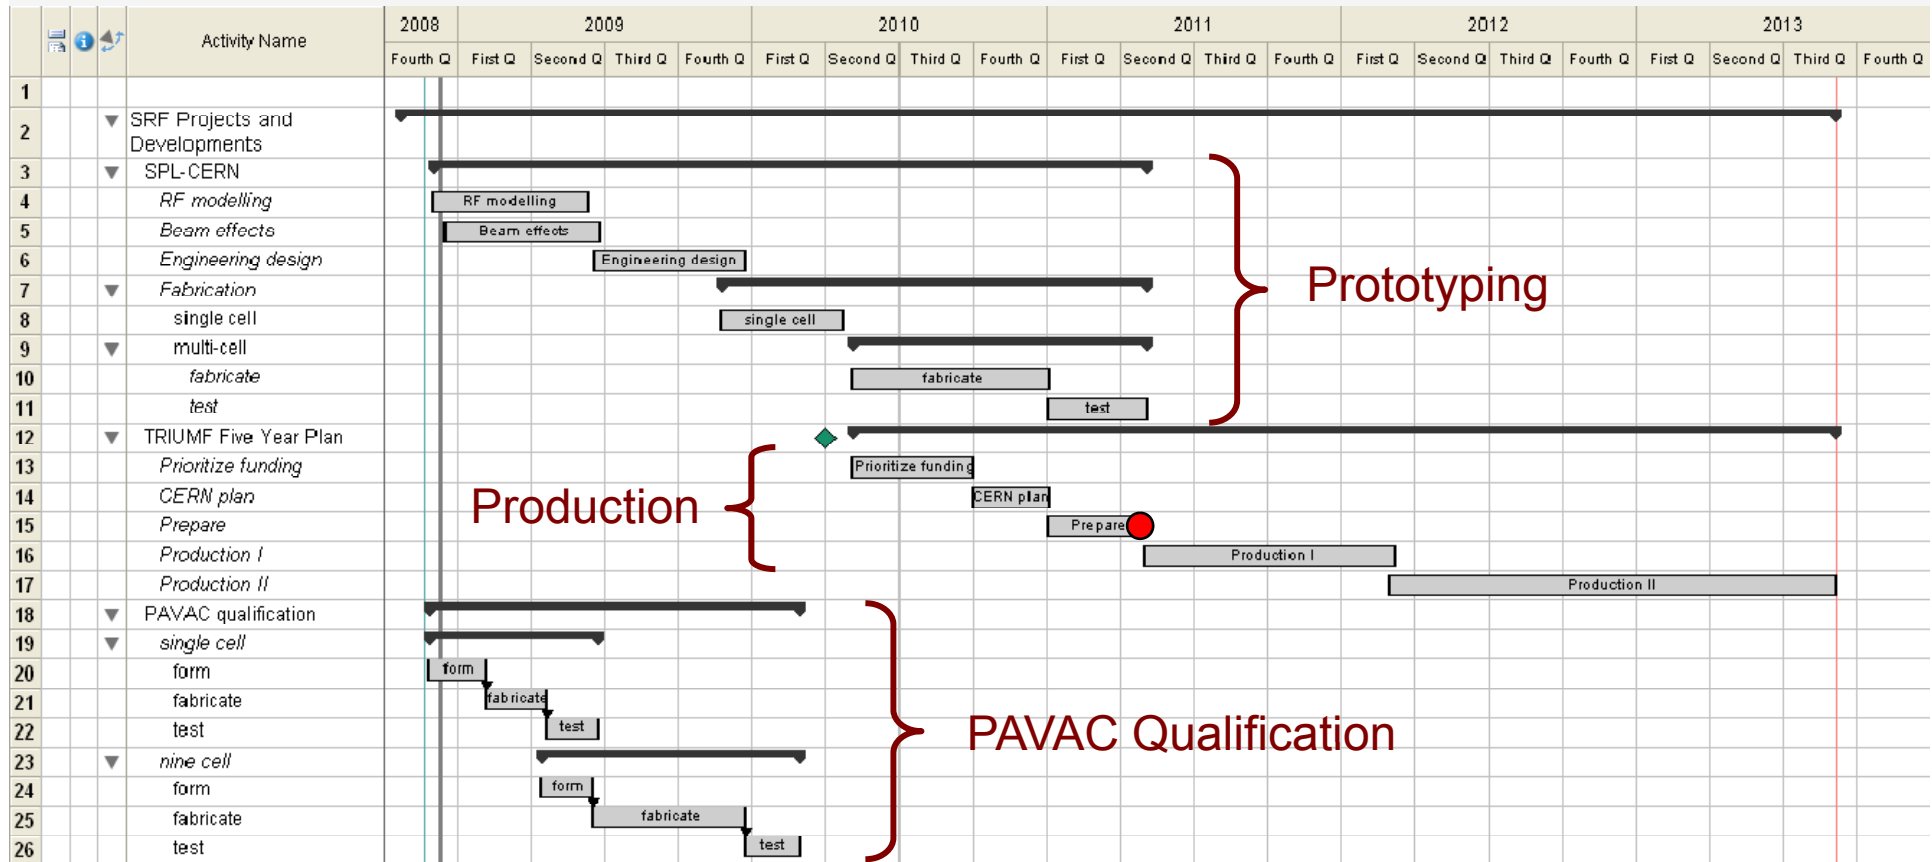 Activity Name
2008 2009 2010 2011 2012 2013
Fourth Q First Q Second Q Third Q Fourth Q First Q Second Q Third Q Fourth Q First Q Second Q Third Q Fourth Q First Q Second Q Third Q Fourth Q First Q Second Q Third Q Fourth Q
1
2 SRF Projects and
Developments
3 SPL-CERN
4 RF modelling RF modelling
5 Beam effects Beam effects
6 Engineering design Engineering design
7 Fabrication
Prototyping
8 single cell single cell
9 multi-cell
10 fabricate fabricate
11 test test
12 TRIUMF Five Year Plan
13 Prioritize funding Prioritize funding
14 CERN plan CERN plan
Production
15 Prepare Prepare
16 Production I Production I
17 Production II Production II
18 PAVAC qualification
19 single cell
20 form form
21 fabricate fabricate
22 test test
PAVAC Qualification
23 nine cell
24 form form
25 fabricate fabricate
26 test test